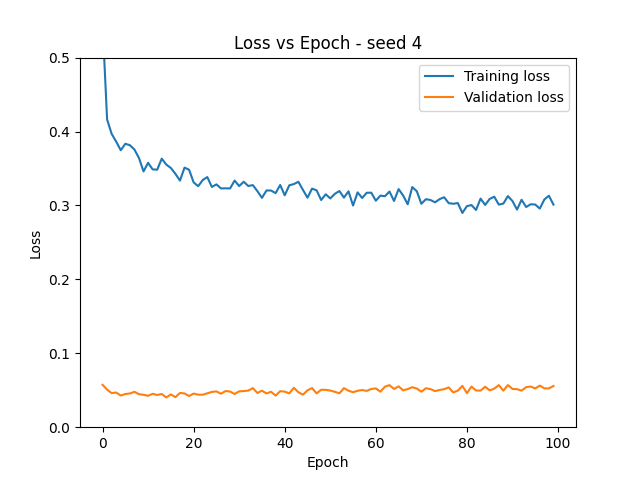 Loss vs Epoch - seed 4
Training loss
Validation loss
Loss
0.5
0.4
0.3
0.2
0.1
0.0
0 20 40 60 80 100
Epoch